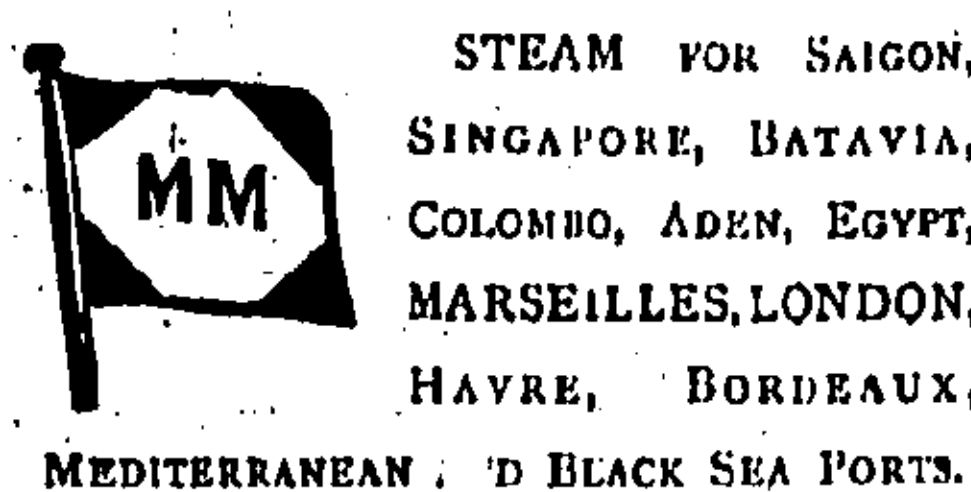 MM
STEAM FOR SAIGON,
SINGAPORE, BATAVIA,
COLOMBO, ADEN, EGYPT,
MARSEILLES, LONDON,
HAVRE, BORDEAUX,
MEDITERRANEAN 'D BLACK SEA PORTS.